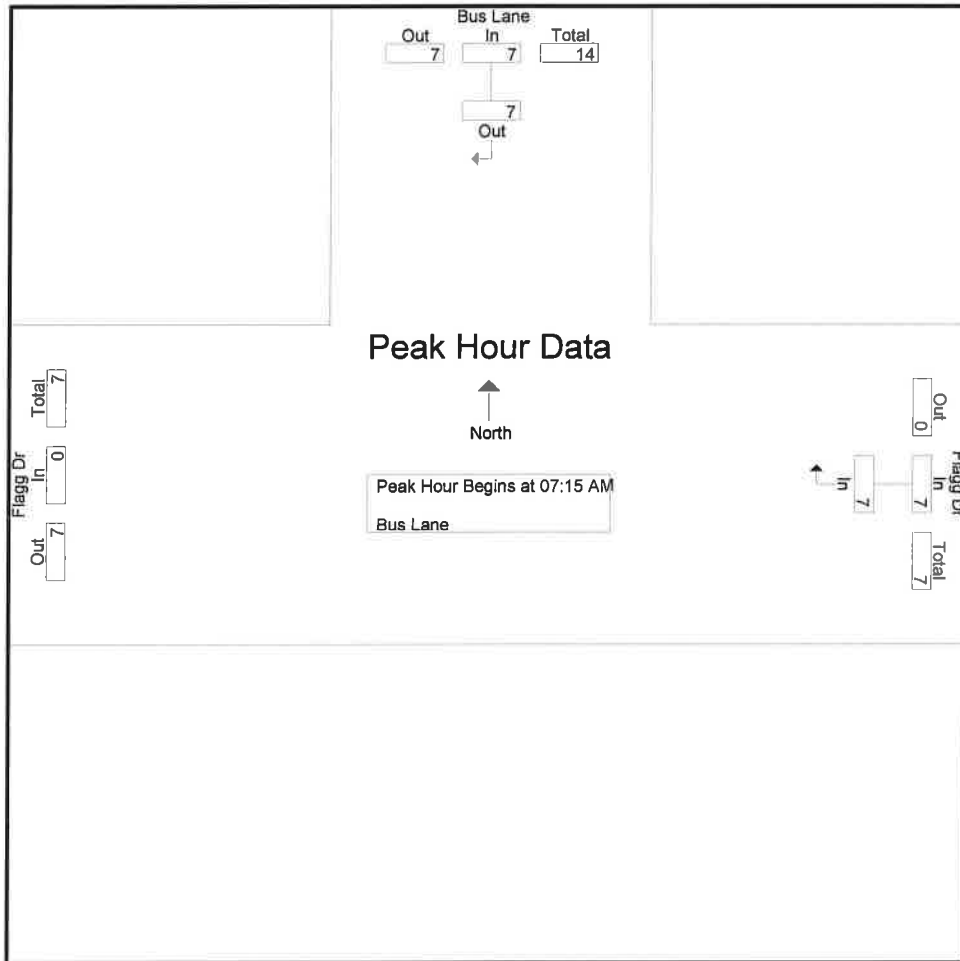 Bus Lane
Out In Total
7 7 14
7
Out
Peak Hour Data
North
Peak Hour Begins at 07:15 AM
Bus Lane
Flagg Dr
Out In Total
7 0 7
Flagg Dr
Out In Total
0 7 7
In
7